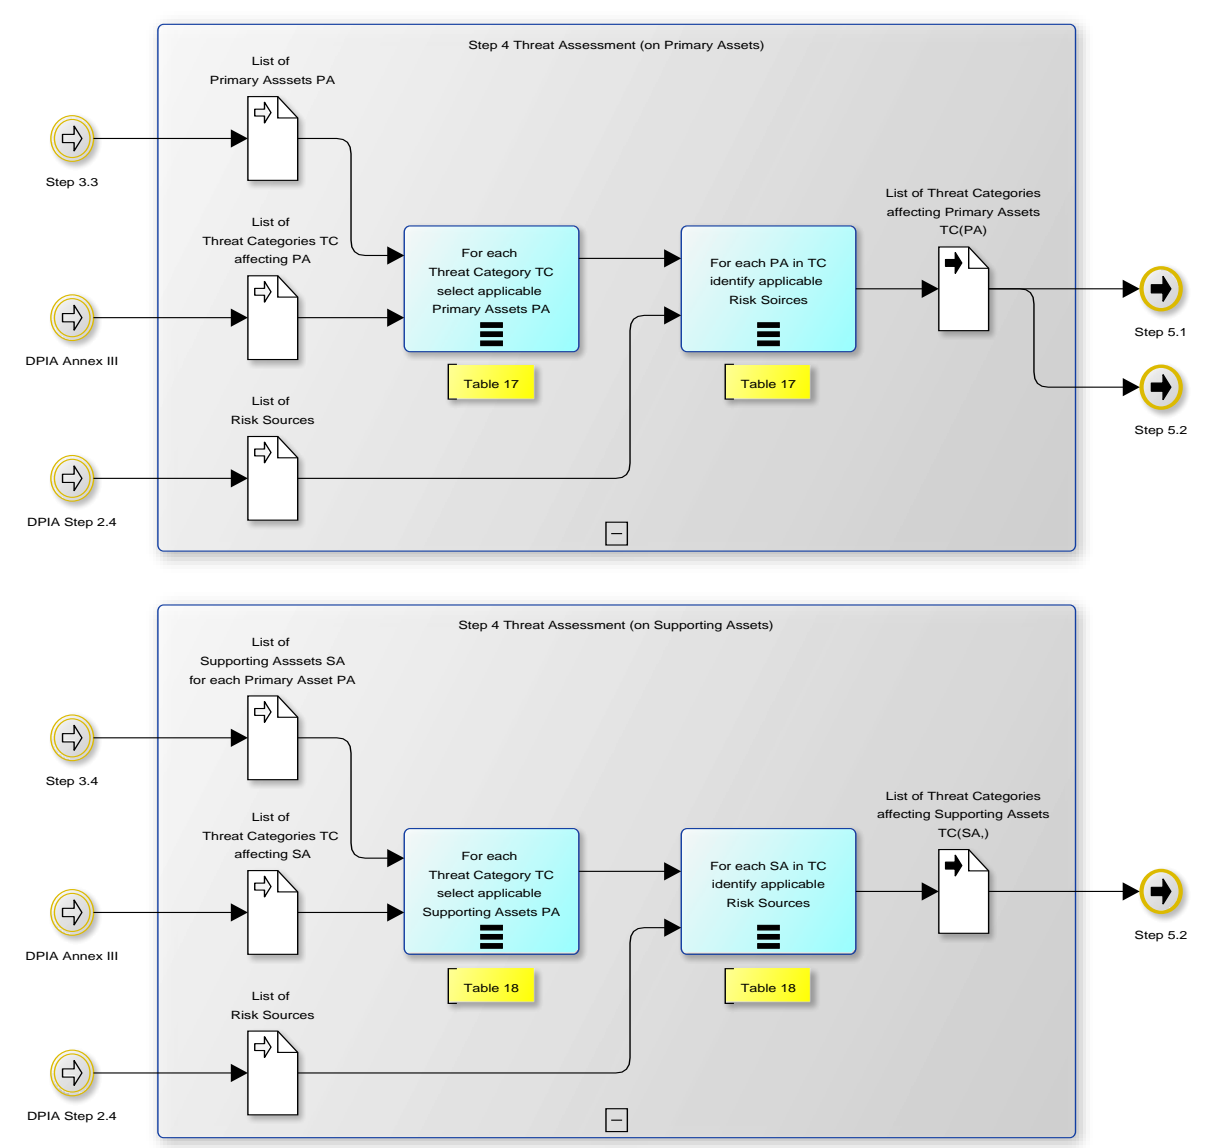 Step 4 Threat Assessment (on Primary Assets)
List of
Primary Asssets PA
Step 3.3
List of
Threat Categories TC
affecting PA
DPIA Annex III
List of
Risk Sources
DPIA Step 2.4
For each
Threat Category TC
select applicable
Primary Assets PA
Table 17
For each PA in TC
identify applicable
Risk Soirces
Table 17
List of Threat Categories
affecting Primary Assets
TC(PA)
Step 5.1
Step 5.2
Step 4 Threat Assessment (on Supporting Assets)
List of
Supporting Asssets SA
for each Primary Asset PA
Step 3.4
List of
Threat Categories TC
affecting SA
DPIA Annex III
List of
Risk Sources
DPIA Step 2.4
For each
Threat Category TC
select applicable
Supporting Assets PA
Table 18
For each SA in TC
identify applicable
Risk Sources
Table 18
List of Threat Categories
affecting Supporting Assets
TC(SA,)
Step 5.2